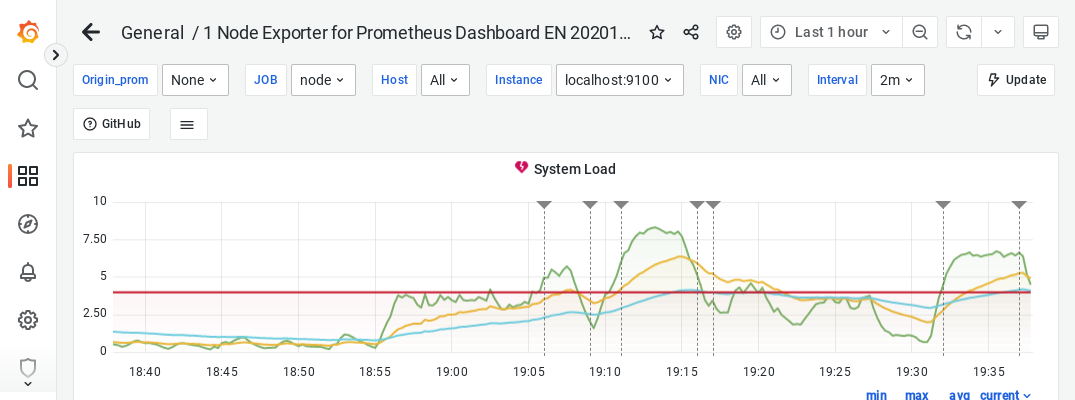 General / 1 Node Exporter for Prometheus Dashboard EN 20201... Last 1 hour
Origin_prom None JOB node Host All Instance localhost:9100 NIC All Interval 2m Update
GitHub
System Load
10
7.50
5
2.50
0
18:40 18:45 18:50 18:55 19:00 19:05 19:10 19:15 19:20 19:25 19:30 19:35
min max avg current